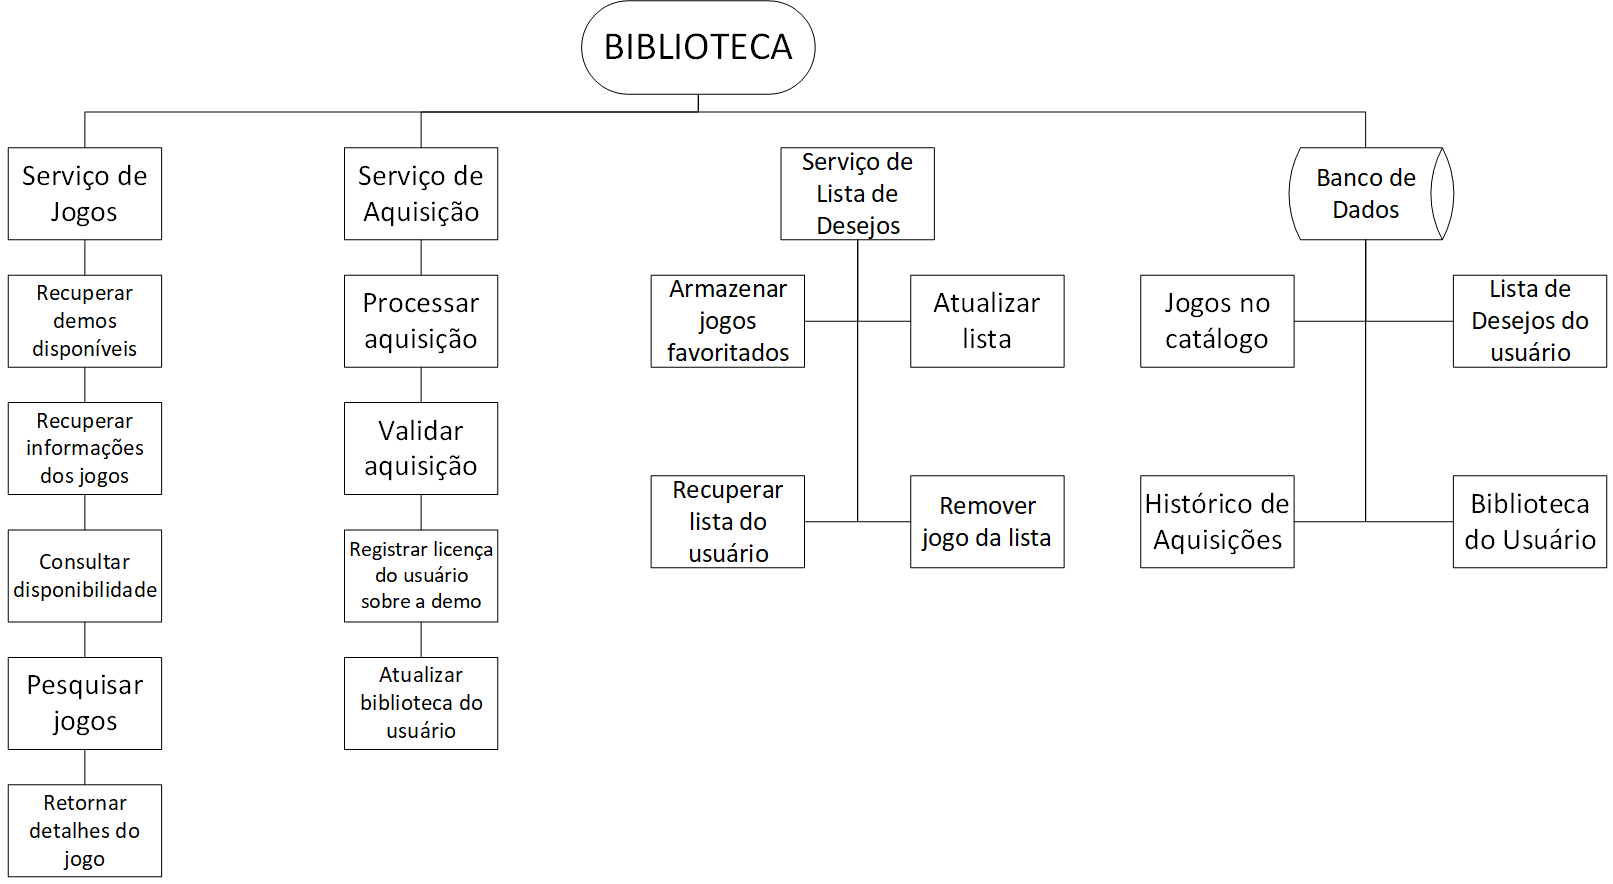 BIBLIOTECA
Serviço de
Jogos
Recuperar
demos
disponíveis
Recuperar
informações
dos jogos
Consultar
disponibilidade
Pesquisar
jogos
Retornar
detalhes do
jogo
Serviço de
Aquisição
Processar
aquisição
Validar
aquisição
Registrar licença
do usuário
sobre a demo
Atualizar
biblioteca do
usuário
Serviço de
Lista de
Desejos
Armazenar
jogos
favoritados
Atualizar
lista
Recuperar
lista do
usuário
Remover
jogo da lista
Banco de
Dados
Jogos no
catálogo
Lista de
Desejos do
usuário
Histórico de
Aquisições
Biblioteca
do Usuário